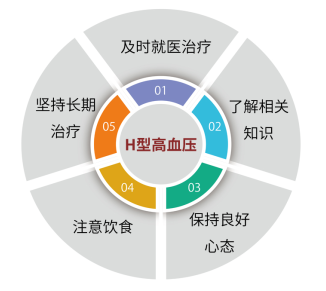 及时就医治疗
01
了解相关
知识
02
保持良好
心态
03
注意饮食
04
坚持长期
治疗
05
H型高血压